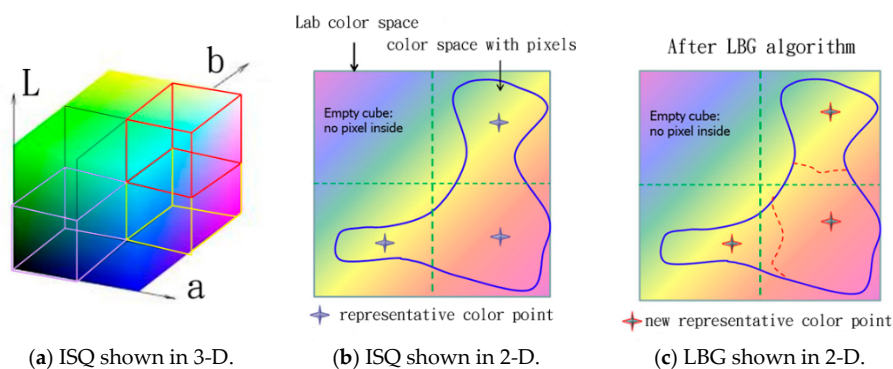 L
b
a
(a) ISQ shown in 3-D.
Lab color space
color space with pixels
Empty cube:
no pixel inside
representative color point
(b) ISQ shown in 2-D.
After LBG algorithm
Empty cube:
no pixel inside
new representative color point
(c) LBG shown in 2-D.